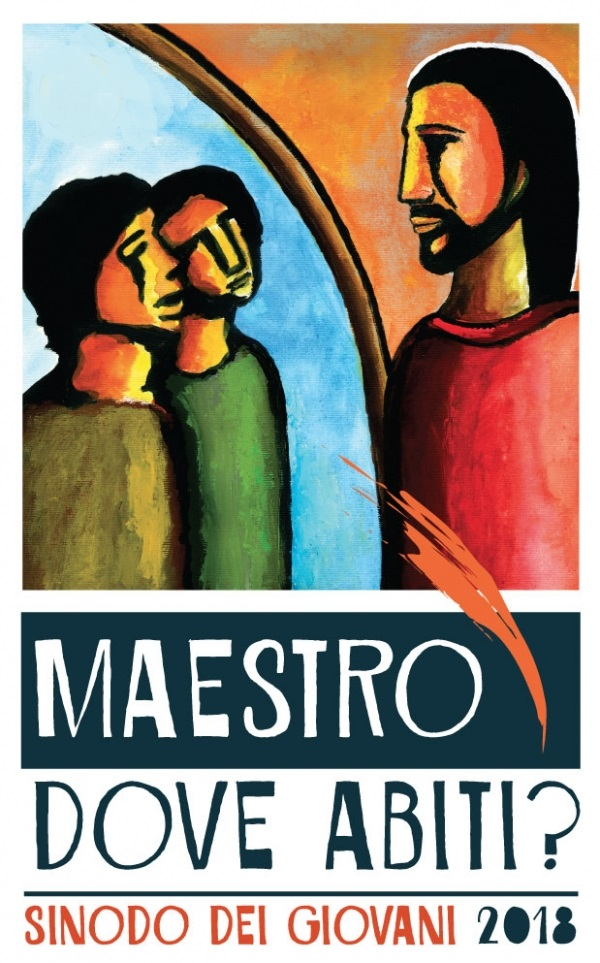 MAESTRO
DOVE ABITI?
SINODO DEI GIOVANI 2018